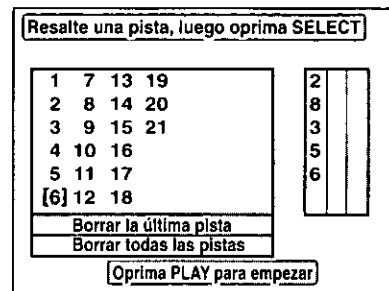 Resalte una pista, luego oprima SELECT
1 7 13 19
2 8 14 20
3 9 15 21
4 10 16
5 11 17
[6] 12 18
2
8
3
5
6
Borrar la última pista
Borrar todas las pistas
Oprima PLAY para empezar